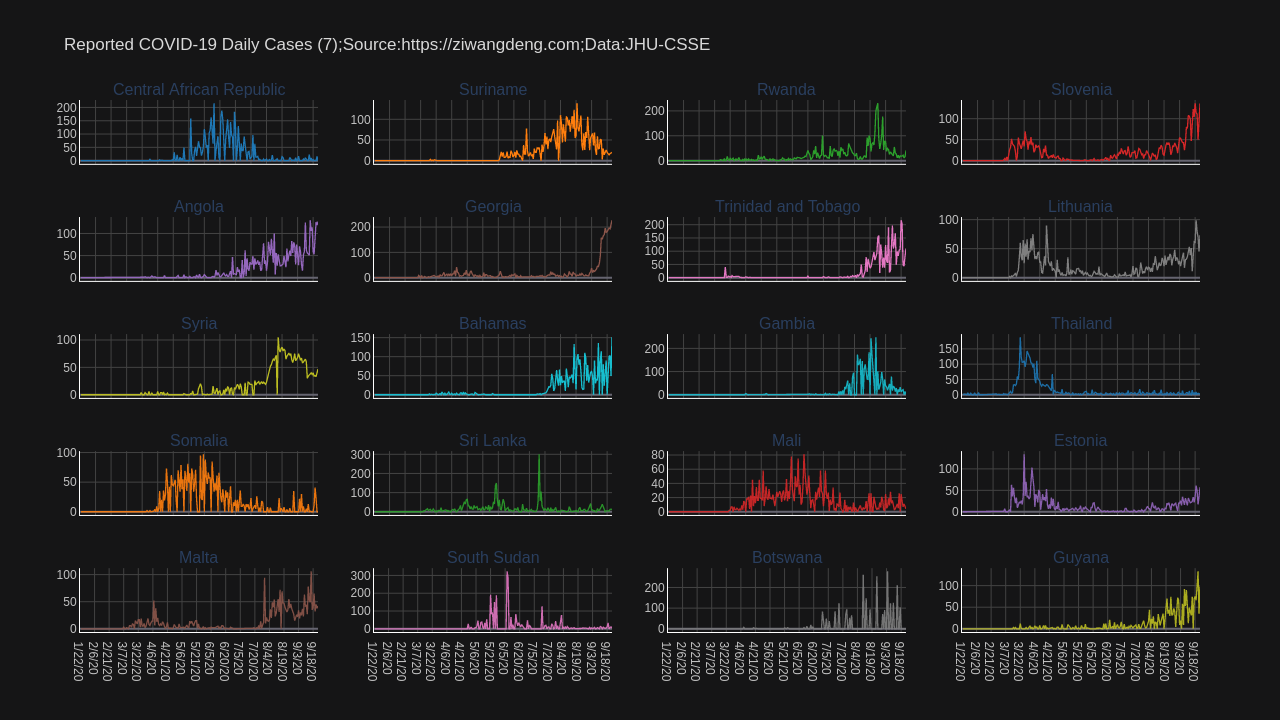 Reported COVID-19 Daily Cases (7);Source:https://ziwangdeng.com;Data:JHU-CSSE
Central African Republic
200
150
100
50
0
Suriname
100
50
0
Rwanda
200
100
0
Slovenia
100
50
0
Angola
100
50
0
Georgia
200
100
0
Trinidad and Tobago
200
150
100
50
0
Lithuania
100
50
0
Syria
100
50
0
Bahamas
150
100
50
0
Gambia
200
100
0
Thailand
150
100
50
0
Somalia
100
50
0
Sri Lanka
300
200
100
0
Mali
80
60
40
20
0
Estonia
100
50
0
Malta
100
50
0
South Sudan
300
200
100
0
Botswana
200
100
0
Guyana
100
50
0
1/22/20 2/6/20 2/21/20 3/7/20 3/22/20 4/6/20 4/21/20 5/6/20 5/21/20 6/5/20 6/20/20 7/5/20 7/20/20 8/4/20 8/19/20 9/3/20 9/18/20
1/22/20 2/6/20 2/21/20 3/7/20 3/22/20 4/6/20 4/21/20 5/6/20 5/21/20 6/5/20 6/20/20 7/5/20 7/20/20 8/4/20 8/19/20 9/3/20 9/18/20
1/22/20 2/6/20 2/21/20 3/7/20 3/22/20 4/6/20 4/21/20 5/6/20 5/21/20 6/5/20 6/20/20 7/5/20 7/20/20 8/4/20 8/19/20 9/3/20 9/18/20
1/22/20 2/6/20 2/21/20 3/7/20 3/22/20 4/6/20 4/21/20 5/6/20 5/21/20 6/5/20 6/20/20 7/5/20 7/20/20 8/4/20 8/19/20 9/3/20 9/18/20